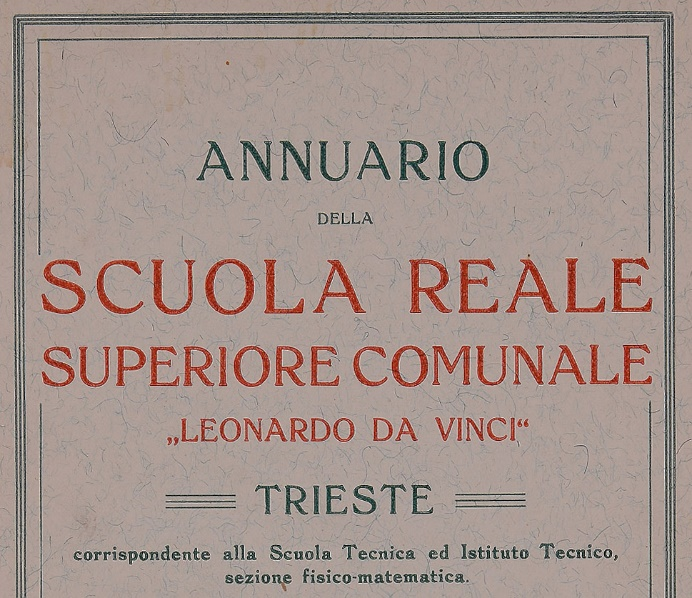 ANNUARIO
DELLA
SCUOLA REALE
SUPERIORE COMUNALE
„LEONARDO DA VINCI“
TRIESTE
corrispondente alla Scuola Tecnica ed Istituto Tecnico,
sezione fisico-matematica.